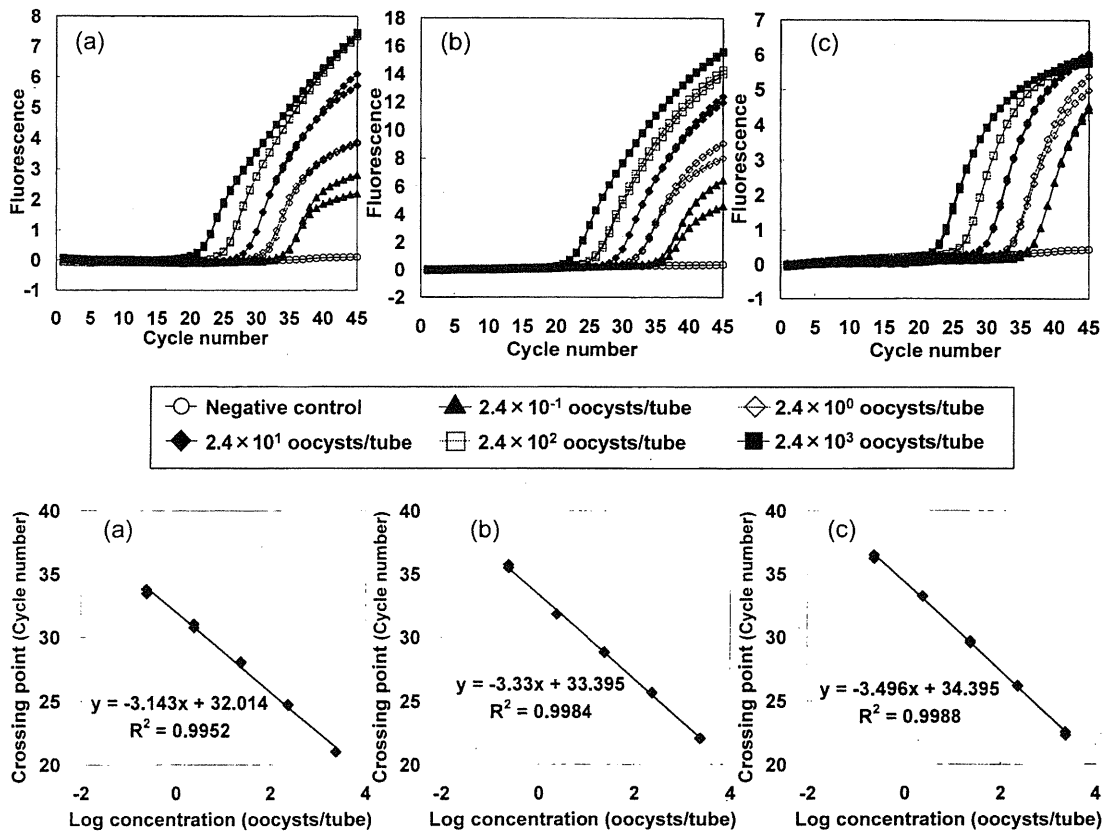 (a)
(b)
(c)
8
7
6
5
4
3
2
1
0
-1
Fluorescence
0 5 10 15 20 25 30 35 40 45
Cycle number
18
16
14
12
10
8
6
4
2
0
-2
Fluorescence
0 5 10 15 20 25 30 35 40 45
Cycle number
7
6
5
4
3
2
1
0
-1
Fluorescence
0 5 10 15 20 25 30 35 40 45
Cycle number
Negative control
2.4×10⁻¹ oocysts/tube
2.4×10⁰ oocysts/tube
2.4×10¹ oocysts/tube
2.4×10² oocysts/tube
2.4×10³ oocysts/tube
(a)
40
35
30
25
20
Crossing point (Cycle number)
y = -3.143x + 32.014
R² = 0.9952
-2 0 2 4
Log concentration (oocysts/tube)
(b)
40
35
30
25
20
Crossing point (Cycle number)
y = -3.33x + 33.395
R² = 0.9984
-2 0 2 4
Log concentration (oocysts/tube)
(c)
40
35
30
25
20
Crossing point (Cycle number)
y = -3.496x + 34.395
R² = 0.9988
-2 0 2 4
Log concentration (oocysts/tube)